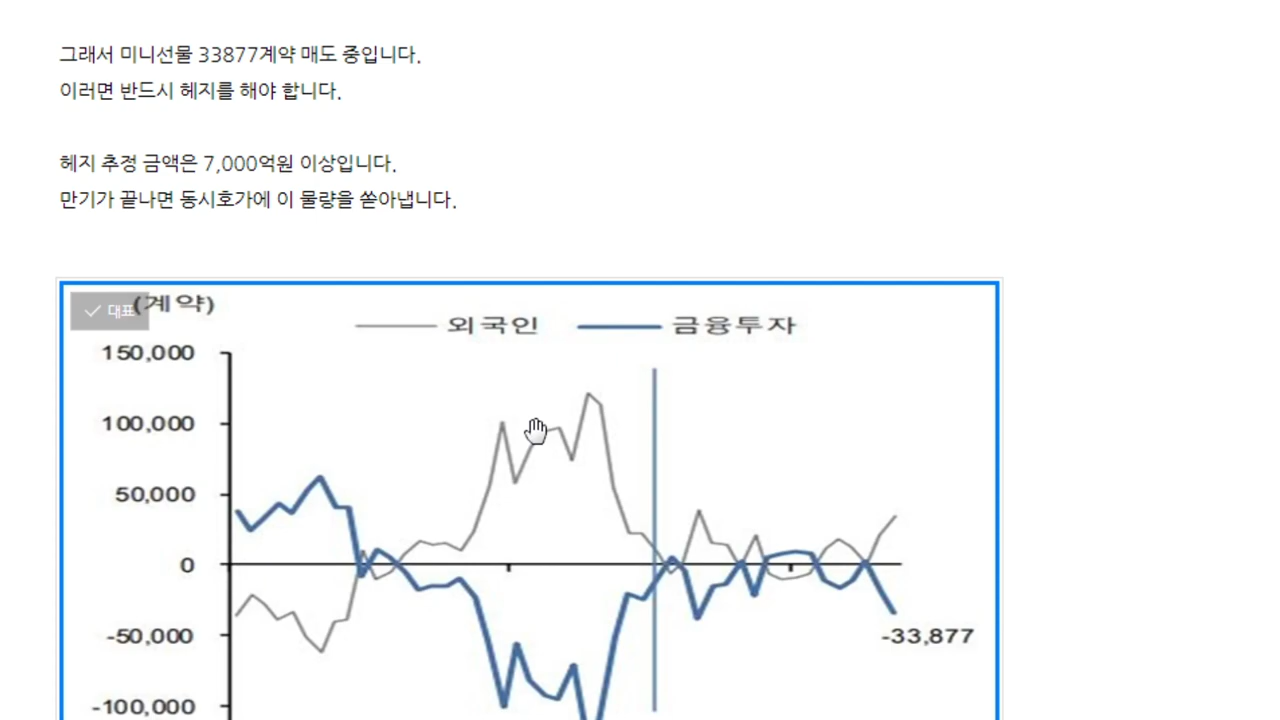 그래서 미니선물 33877계약 매도 중입니다.
이러면 반드시 헤지를 해야 합니다.
헤지 추정 금액은 7,000억원 이상입니다.
만기가 끝나면 동시호가에 이 물량을 쏟아냅니다.
대표
(계약)
외국인 금융투자
150,000
100,000
50,000
0
-50,000
-33,877
-100,000